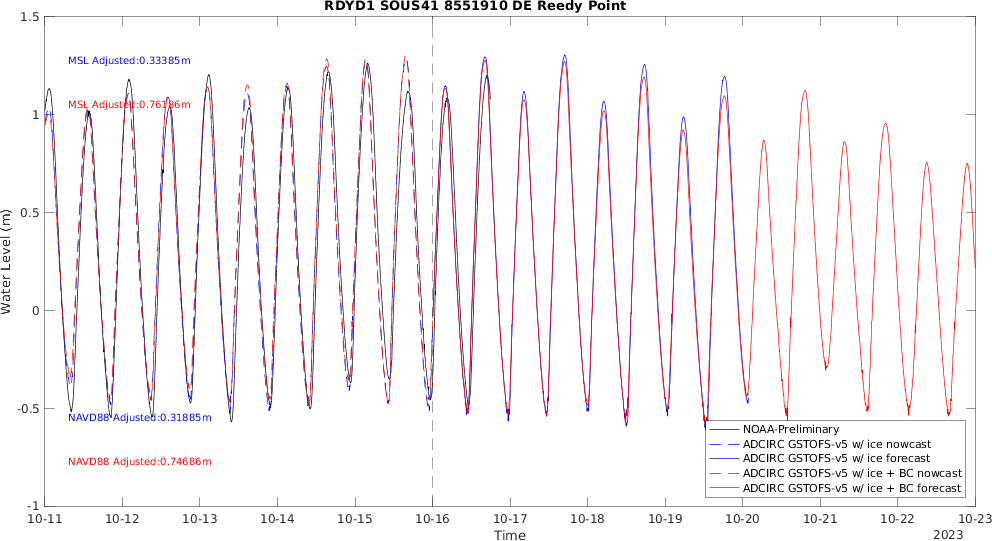 RDYD1 SOUS41 8551910 DE Reedy Point
1.5
1
0.5
0
-0.5
-1
Water Level (m)
MSL Adjusted:0.33385m
MSL Adjusted:0.76186m
NAVD88 Adjusted:0.31885m
NAVD88 Adjusted:0.74686m
NOAA-Preliminary
ADCIRC GSTOFS-v5 w/ ice nowcast
ADCIRC GSTOFS-v5 w/ ice forecast
ADCIRC GSTOFS-v5 w/ ice + BC nowcast
ADCIRC GSTOFS-v5 w/ ice + BC forecast
10-11 10-12 10-13 10-14 10-15 10-16 10-17 10-18 10-19 10-20 10-21 10-22 10-23
Time
2023